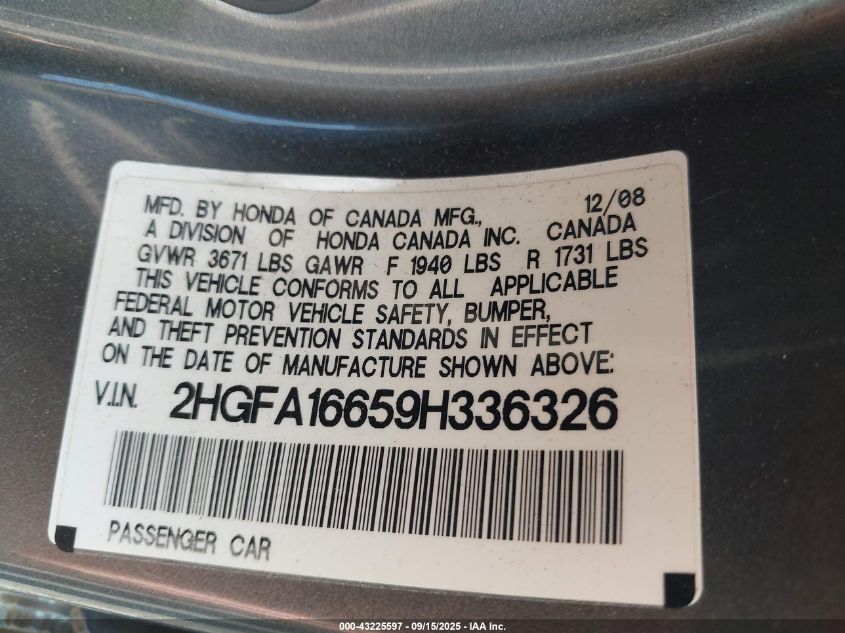 MFD. BY HONDA OF CANADA MFG., 12/08
A DIVISION OF HONDA CANADA INC. CANADA
GVWR 3671 LBS GAWR F 1940 LBS R 1731 LBS
THIS VEHICLE CONFORMS TO ALL APPLICABLE
FEDERAL MOTOR VEHICLE SAFETY, BUMPER,
AND THEFT PREVENTION STANDARDS IN EFFECT
ON THE DATE OF MANUFACTURE SHOWN ABOVE:
V.I.N. 2HGFA16659H336326
PASSENGER CAR
000-43225597 - 09/15/2025 - IAA Inc.